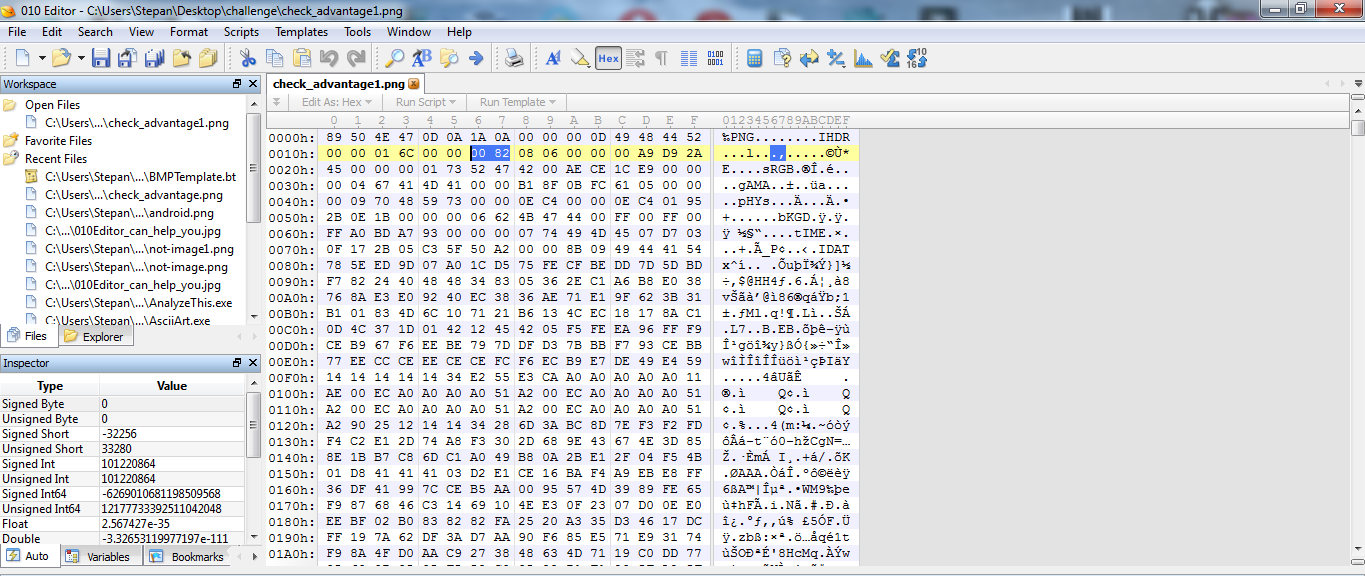 010 Editor - C:\Users\Stepan\Desktop\challenge\check_advantage1.png
File Edit Search View Format Scripts Templates Tools Window Help
Workspace
Open Files
C:\Users\...\check_advantage1.png
Favorite Files
Recent Files
C:\Users\Stepan\...\BMPTemplate.bt
C:\Users\...\check_advantage.png
C:\Users\Stepan\...\android.png
C:\...\010Editor_can_help_you.jpg
C:\Users\Stepan\...\not-image1.png
C:\Users\Stepan\...\not-image.png
C:\...\010Editor_can_help_you.jpg
C:\Users\Stepan\...\AnalyzeThis.exe
C:\Users\Stepan\...\AsciiArt.exe
Files Explorer
Inspector
Type Value
Signed Byte 0
Unsigned Byte 0
Signed Short -32256
Unsigned Short 33280
Signed Int 101220864
Unsigned Int 101220864
Signed Int64 -6269010681198509568
Unsigned Int64 12177733392511042048
Float 2.567427e-35
Double -3.32653119977197e-111
Auto Variables Bookmarks
check_advantage1.png
Edit As: Hex Run Script Run Template
0 1 2 3 4 5 6 7 8 9 A B C D E F 0123456789ABCDEF
0000h: 89 50 4E 47 0D 0A 1A 0A 00 00 00 0D 49 48 44 52 ‰PNG........IHDR
0010h: 00 00 01 6C 00 00 00 82 08 06 00 00 00 A9 D9 2A ...l...‚.....©Ù*
0020h: 45 00 00 00 01 73 52 47 42 00 AE CE 1C E9 00 00 E....sRGB.®Î.é..
0030h: 00 04 67 41 4D 41 00 00 B1 8F 0B FC 61 05 00 00 ..gAMA..±..üa...
0040h: 00 09 70 48 59 73 00 00 0E C4 00 00 0E C4 01 95 ..pHYs...Ä...Ä.•
0050h: 2B 0E 1B 00 00 00 06 62 4B 47 44 00 FF 00 FF 00 +......bKGD.ÿ.ÿ.
0060h: FF A0 BD A7 93 00 00 00 07 74 49 4D 45 07 D7 03 ÿ ½§“....tIME.×.
0070h: 0F 17 2B 05 C3 5F 50 A2 00 00 8B 09 49 44 41 54 ..+.Ã_P¢..‹.IDAT
0080h: 78 5E ED 9D 07 A0 1C D5 75 FE CF BE DD 7D 5D BD x^í.. .ÕuþÏ¾Ý}]½
0090h: F7 82 24 40 48 48 34 83 05 36 2E C1 A6 B8 E0 38 ÷‚$@HH4ƒ.6.Á¦¸à8
00A0h: 76 8A E3 E0 92 40 EC 38 36 AE 71 E1 9F 62 3B 31 vŠãà’@ì86®qáŸb;1
00B0h: B1 01 83 4D 6C 10 71 21 B6 13 4C EC 18 17 8A C1 ±.ƒMl.q!¶.Lì..ŠÁ
00C0h: 0D 4C 37 1D 01 42 12 45 42 05 F5 FE EA 96 FF F9 .L7..B.EB.õþê–ÿù
00D0h: CE B9 67 F6 EE BE 79 7D DF D3 7B BB F7 93 CE BB Î¹göî¾y}ßÓ{»÷“Î»
00E0h: 77 EE CC CE EE CE CE FC F6 EC B9 E7 DE 49 E4 59 wîÌÎîÎÎüöì¹çÞIäY
00F0h: 14 14 14 14 14 34 E2 55 E3 CA A0 A0 A0 A0 A0 11 .....4âUãÊ .
0100h: AE 00 EC A0 A0 A0 A0 51 A2 00 EC A0 A0 A0 A0 51 ®.ì Q¢.ì Q
0110h: A2 00 EC A0 A0 A0 A0 51 A2 00 EC A0 A0 A0 A0 51 ¢.ì Q¢.ì Q
0120h: A2 90 25 12 14 14 34 28 6D 3A BC 8D 7E F3 F2 FD ¢.%...4(m:¼.~óòý
0130h: F4 C2 E1 2D 74 A8 F3 30 2D 68 9E 43 67 4E 3D 85 ôÂá-t¨ó0-hžCgN=…
0140h: 8E 1B B7 C8 6D C1 A0 49 B8 0A 2B E1 2F 04 F5 4B Ž.·ÈmÁ I¸.+á/.õK
0150h: 01 D8 41 41 41 03 D2 E1 CE 16 BA F4 A9 EB E8 FF .ØAAA.ÒáÎ.ºô©ëèÿ
0160h: 36 DF 41 99 7C CE B5 AA 00 95 57 4D 39 89 FE 65 6ßA™|Îµª.•WM9‰þe
0170h: F9 87 68 46 C3 14 69 10 4E E3 0F 23 07 D0 0E E0 ù‡hFÃ.i.Nã.#.Ð.à
0180h: EE BF 02 B0 83 82 82 FA 25 20 A3 35 D3 46 17 DC î¿.°ƒ‚‚ú% £5ÓF.Ü
0190h: FF 19 7A 62 DF 3A D7 AA 90 F6 85 E5 71 E9 31 74 ÿ.zbß:×ª.ö…åqé1t
01A0h: F9 8A 4F D0 AA C9 27 38 48 63 4D 71 19 C0 DD 77 ùŠOÐªÉ'8HcMq.ÀÝw